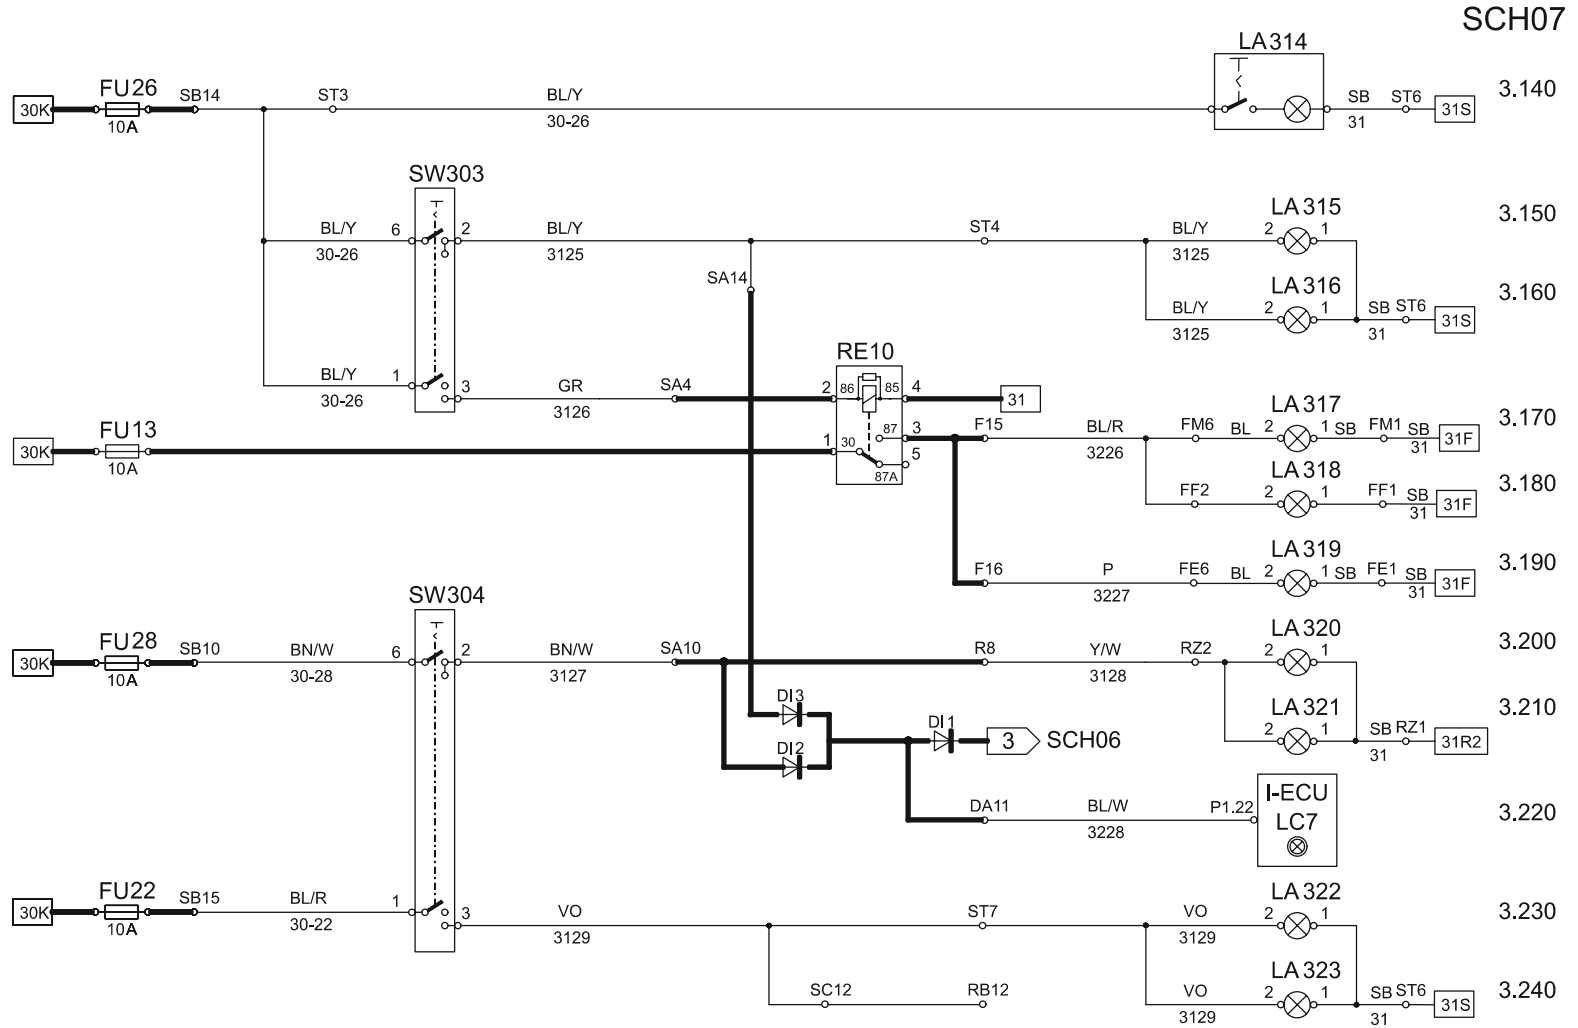 SCH07
LA314
FU26 SB14 ST3 BL/Y SB ST6 3.140
30K 31S
10A 30-26 31
SW303
LA315 3.150
BL/Y 6 2 BL/Y ST4 BL/Y 2 1
30-26 3125 3125
SA14 LA316 3.160
BL/Y 2 1 SB ST6
31S
3125 31
RE10
BL/Y 1 3 GR SA4 2 86 85 4
30-26 3126 31
LA317 3.170
FU13 F15 BL/R FM6 BL 2 1 SB FM1 SB
30K 1 30 87 3 31F
10A 3226 31
5
87A
LA318 3.180
FF2 2 1 FF1 SB
31F
31
LA319 3.190
F16 P FE6 BL 2 1 SB FE1 SB
31F
3227 31
SW304
LA320 3.200
FU28 SB10 BN/W 6 2 BN/W SA10 R8 Y/W RZ2 2 1
30K
10A 30-28 3127 3128
LA321 3.210
DI3 DI1 2 1 SB RZ1
3 SCH06 31R2
DI2 31
I-ECU
DA11 BL/W P1.22 3.220
3228 LC7
LA322 3.230
FU22 SB15 BL/R 1 3 VO ST7 VO 2 1
30K
10A 30-22 3129 3129
LA323 3.240
SC12 RB12 VO 2 1 SB ST6
31S
3129 31